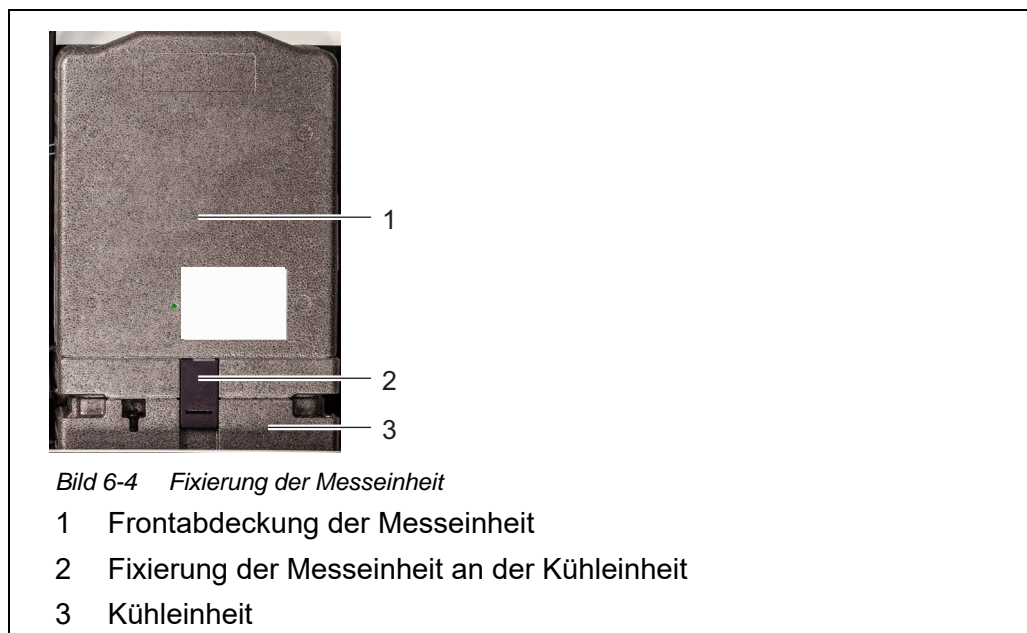 1
2
3
Bild 6-4 Fixierung der Messeinheit
1 Frontabdeckung der Messeinheit
2 Fixierung der Messeinheit an der Kühleinheit
3 Kühleinheit